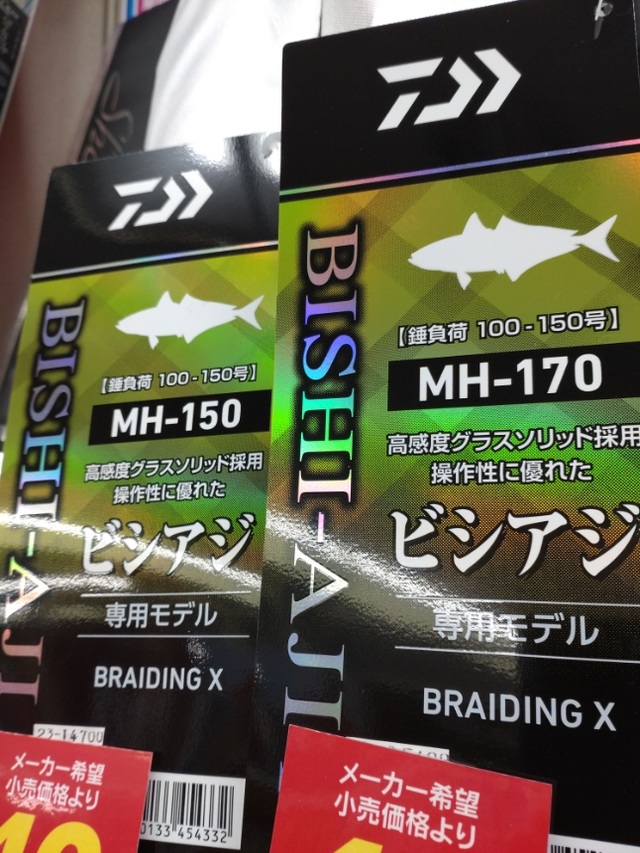 BISHI-AJI
【錘負荷 100-150号】
MH-150
高感度グラスソリッド採用
操作性に優れた
ビシアジ
専用モデル
BRAIDING X
23-14700
メーカー希望
小売価格より
0133 454332
BISHI-AJI
【錘負荷 100-150号】
MH-170
高感度グラスソリッド採用
操作性に優れた
ビシアジ
専用モデル
BRAIDING X
メーカー希望
小売価格より